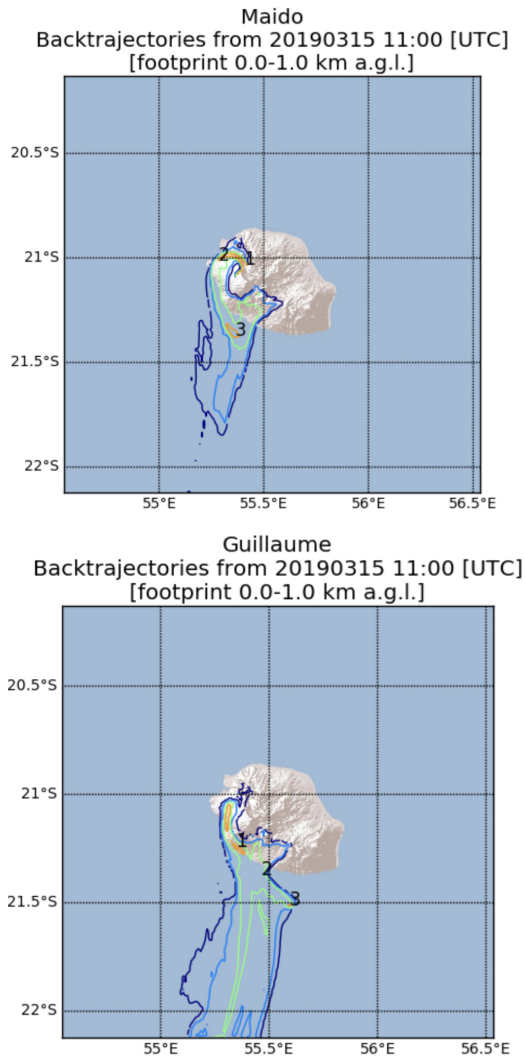 Maido
Backtrajectories from 20190315 11:00 [UTC]
[footprint 0.0-1.0 km a.g.l.]
20.5°S
21°S
2 1
3
21.5°S
22°S
55°E 55.5°E 56°E 56.5°E
Guillaume
Backtrajectories from 20190315 11:00 [UTC]
[footprint 0.0-1.0 km a.g.l.]
20.5°S
21°S
1
2
3
21.5°S
22°S
55°E 55.5°E 56°E 56.5°E